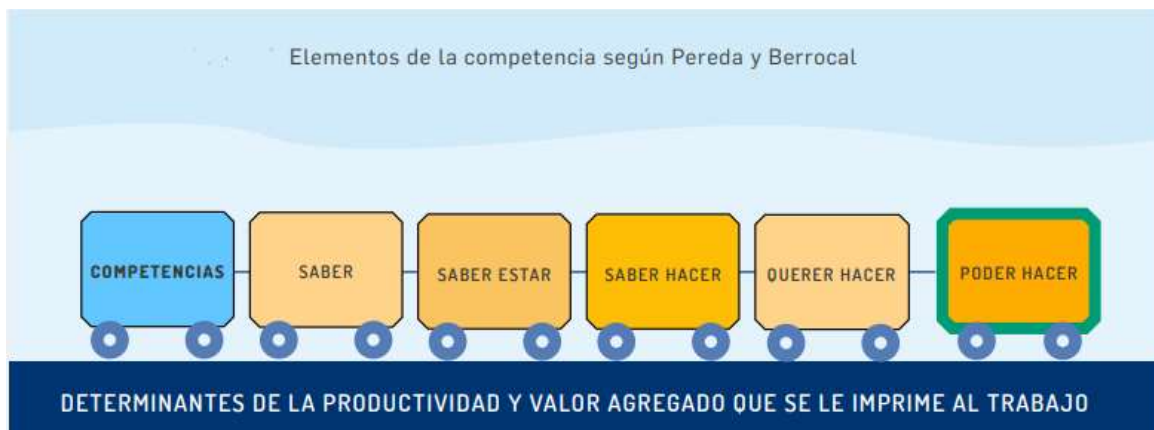 Elementos de la competencia según Pereda y Berrocal
COMPETENCIAS
SABER
SABER ESTAR
SABER HACER
QUERER HACER
PODER HACER
DETERMINANTES DE LA PRODUCTIVIDAD Y VALOR AGREGADO QUE SE LE IMPRIME AL TRABAJO